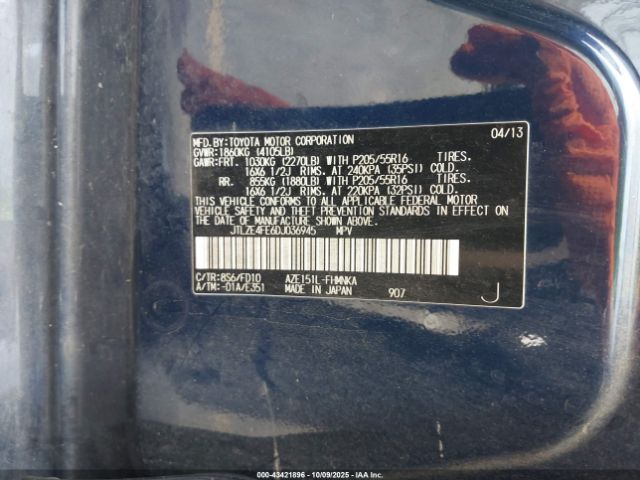 MFD.BY:TOYOTA MOTOR CORPORATION 04/13
GVWR:1860KG (4105LB)
GAWR:FRT. 1030KG (2270LB) WITH P205/55R16 TIRES.
16X6 1/2J RIMS. AT 240KPA (35PSI) COLD.
RR. 855KG (1880LB) WITH P205/55R16 TIRES.
16X6 1/2J RIMS. AT 220KPA (32PSI) COLD.
THIS VEHICLE CONFORMS TO ALL APPLICABLE FEDERAL MOTOR
VEHICLE SAFETY AND THEFT PREVENTION STANDARDS IN EFFECT
ON THE DATE OF MANUFACTURE SHOWN ABOVE.
JTLZE4FE6DJ036945 MPV
C/TR:8S6/FD10 AZE151L-FHMNKA
A/TM:-01A/E351 MADE IN JAPAN 907 J
000-43421896 - 10/09/2025 - IAA Inc.